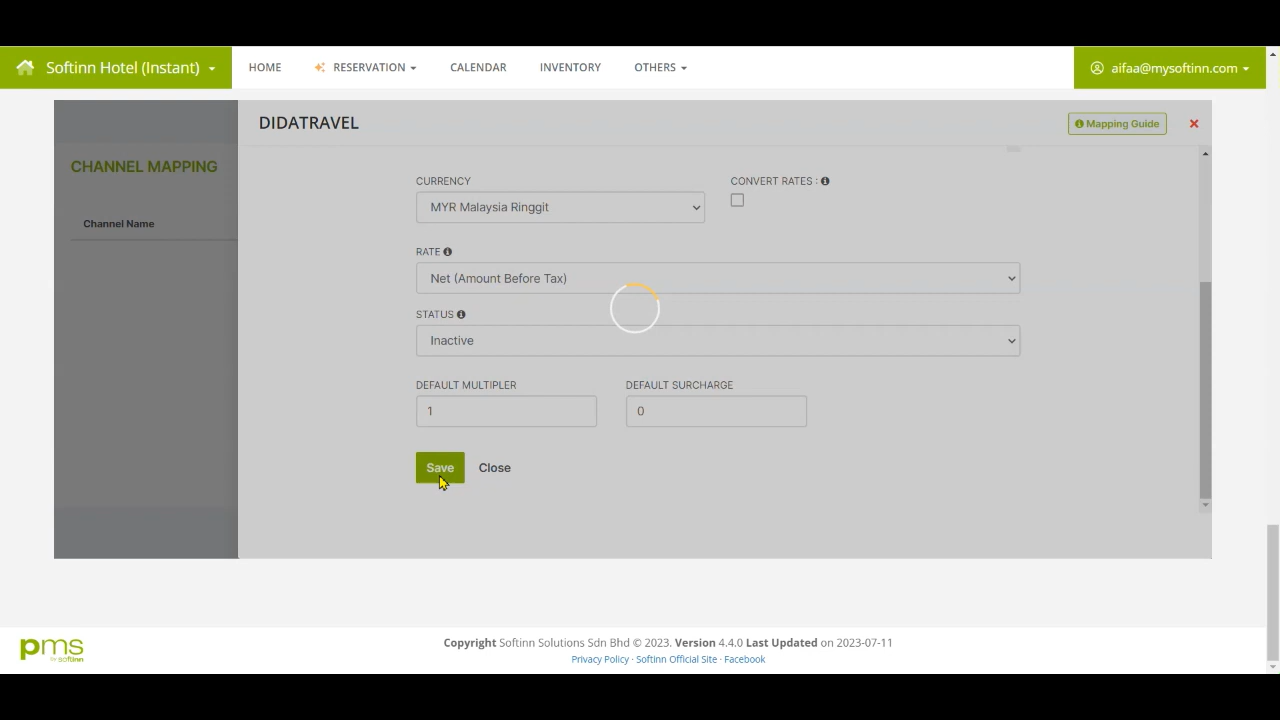 Softinn Hotel (Instant)
HOME
RESERVATION
CALENDAR
INVENTORY
OTHERS
aifaa@mysoftinn.com
DIDATRAVEL
Mapping Guide
CHANNEL MAPPING
Channel Name
CURRENCY
CONVERT RATES :
MYR Malaysia Ringgit
RATE
Net (Amount Before Tax)
STATUS
Inactive
DEFAULT MULTIPLER
DEFAULT SURCHARGE
1
0
Save
Close
pms
by softinn
Copyright Softinn Solutions Sdn Bhd © 2023. Version 4.4.0 Last Updated on 2023-07-11
Privacy Policy · Softinn Official Site · Facebook